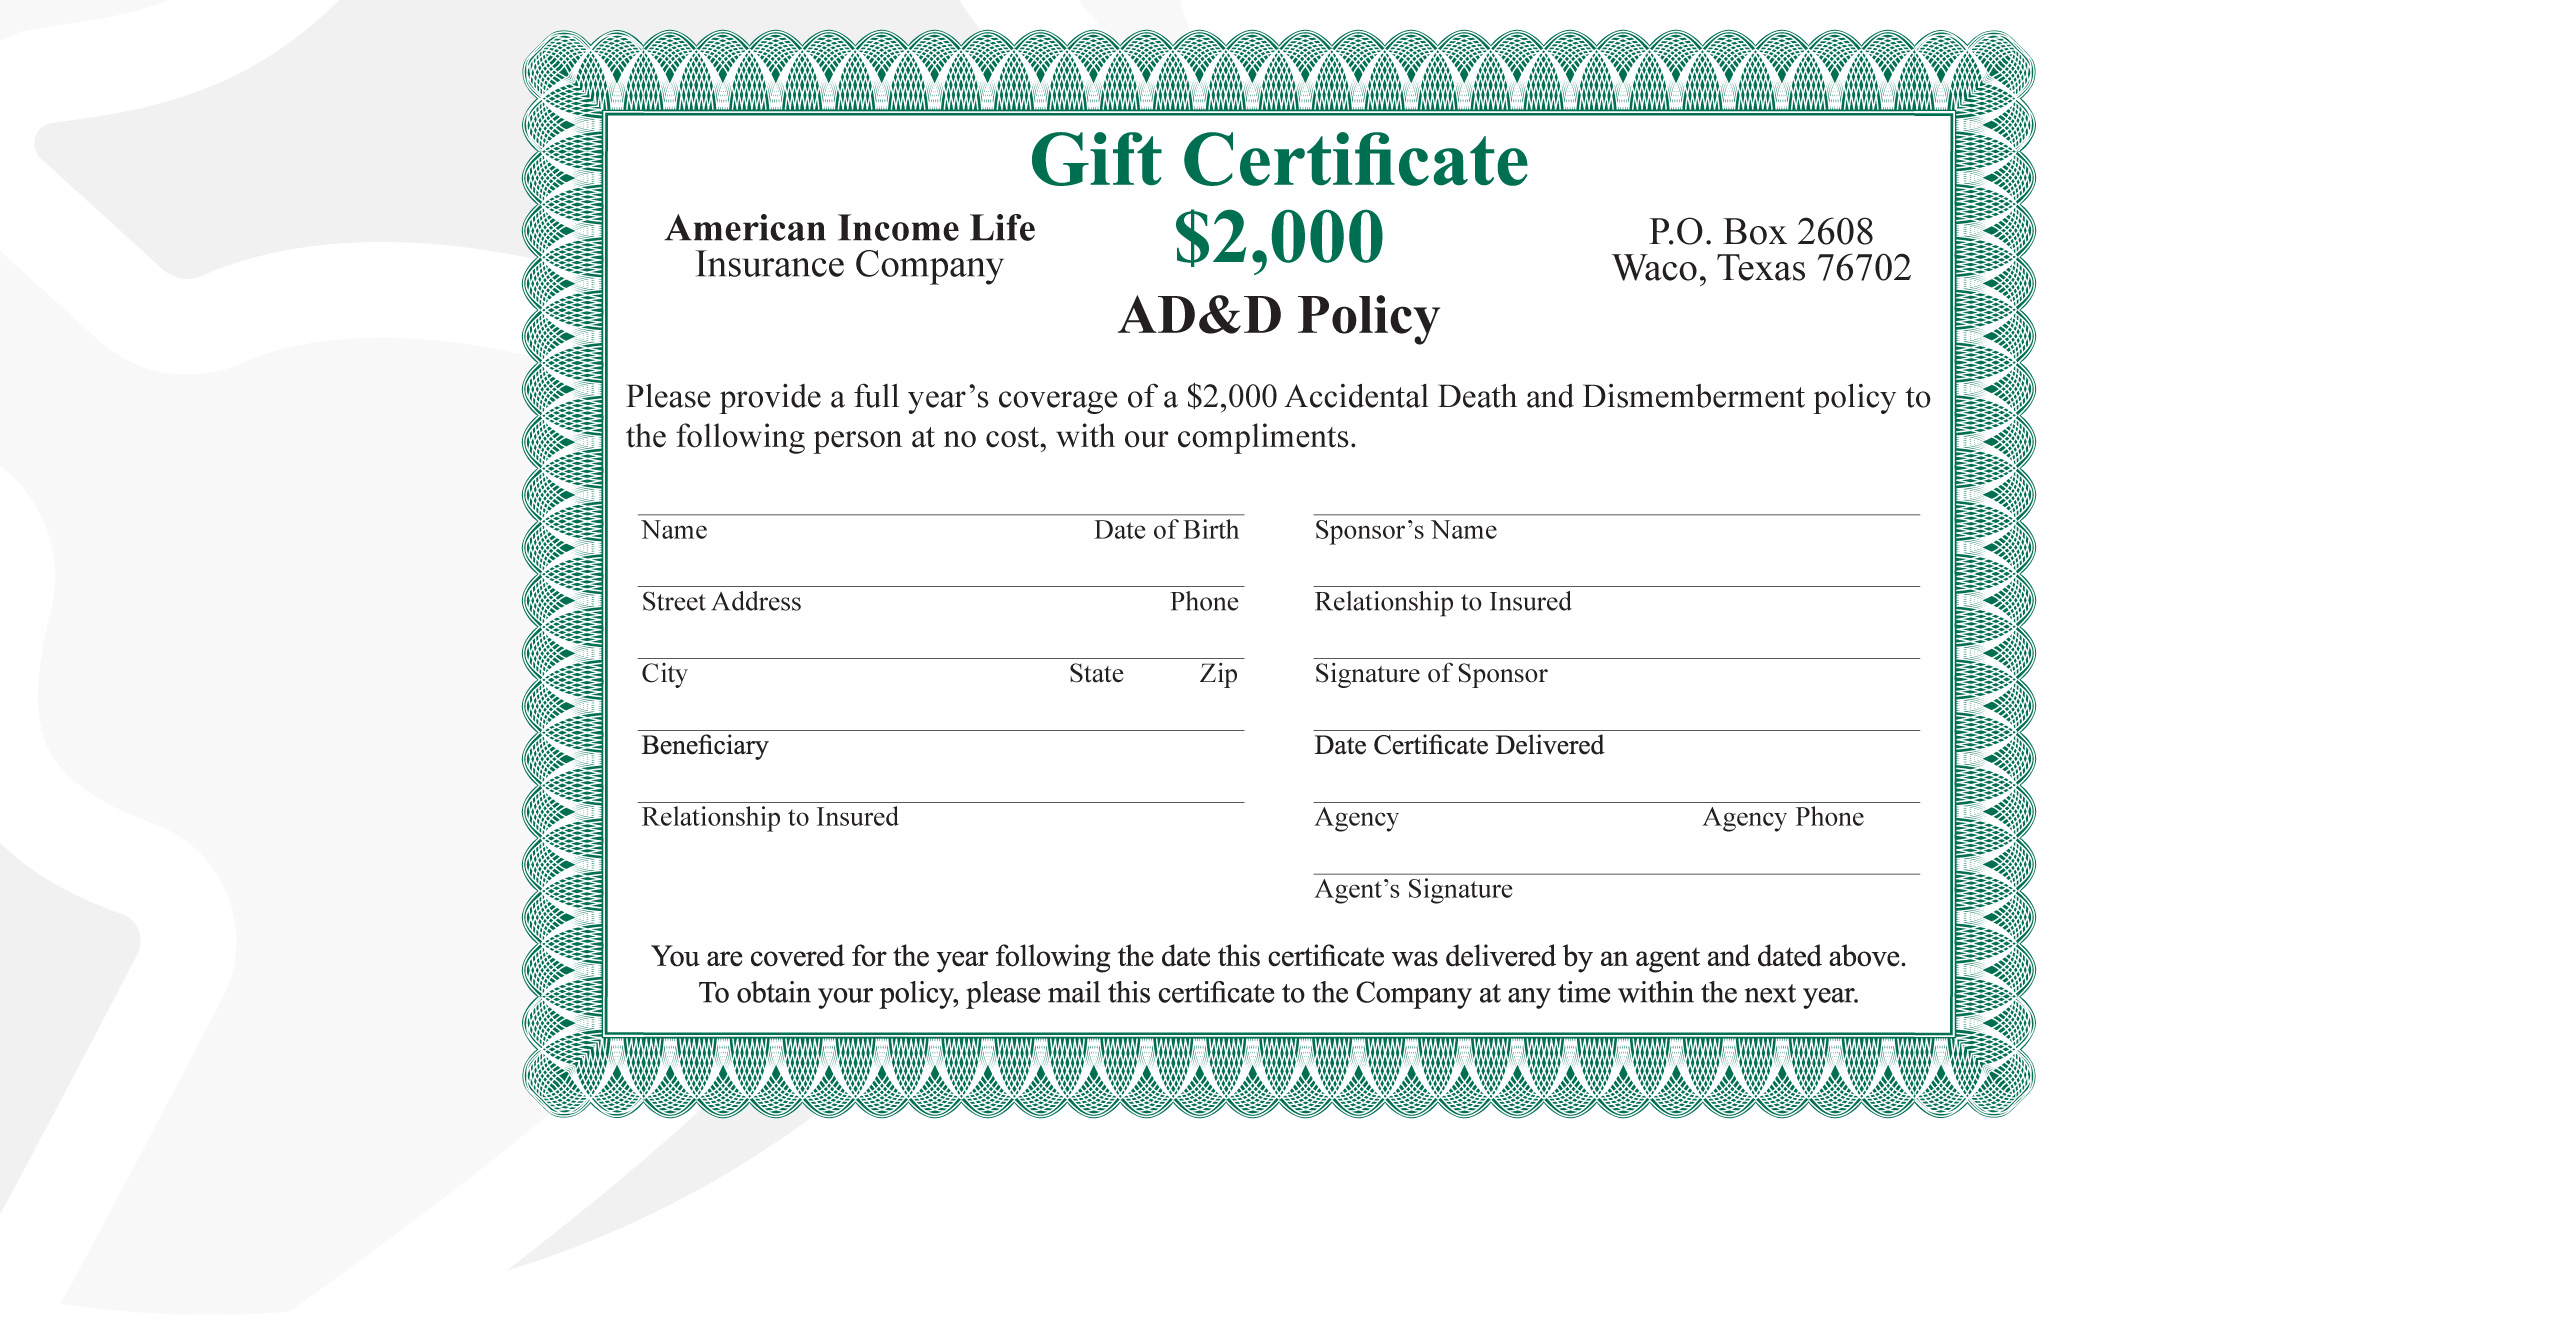 Gift Certificate
American Income Life
Insurance Company
$2,000
P.O. Box 2608
Waco, Texas 76702
AD&D Policy
Please provide a full year’s coverage of a $2,000 Accidental Death and Dismemberment policy to
the following person at no cost, with our compliments.
Name Date of Birth
Street Address Phone
City State Zip
Beneficiary
Relationship to Insured
Sponsor’s Name
Relationship to Insured
Signature of Sponsor
Date Certificate Delivered
Agency Agency Phone
Agent’s Signature
You are covered for the year following the date this certificate was delivered by an agent and dated above.
To obtain your policy, please mail this certificate to the Company at any time within the next year.